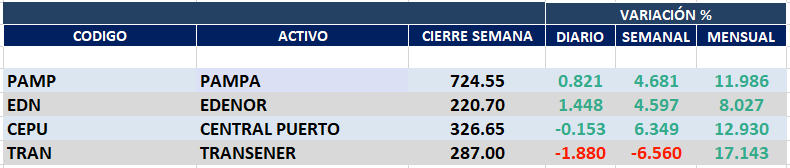 VARIACIÓN %
CODIGO ACTIVO CIERRE SEMANA DIARIO SEMANAL MENSUAL
PAMP PAMPA 724.55 0.821 4.681 11.986
EDN EDENOR 220.70 1.448 4.597 8.027
CEPU CENTRAL PUERTO 326.65 -0.153 6.349 12.930
TRAN TRANSENER 287.00 -1.880 -6.560 17.143